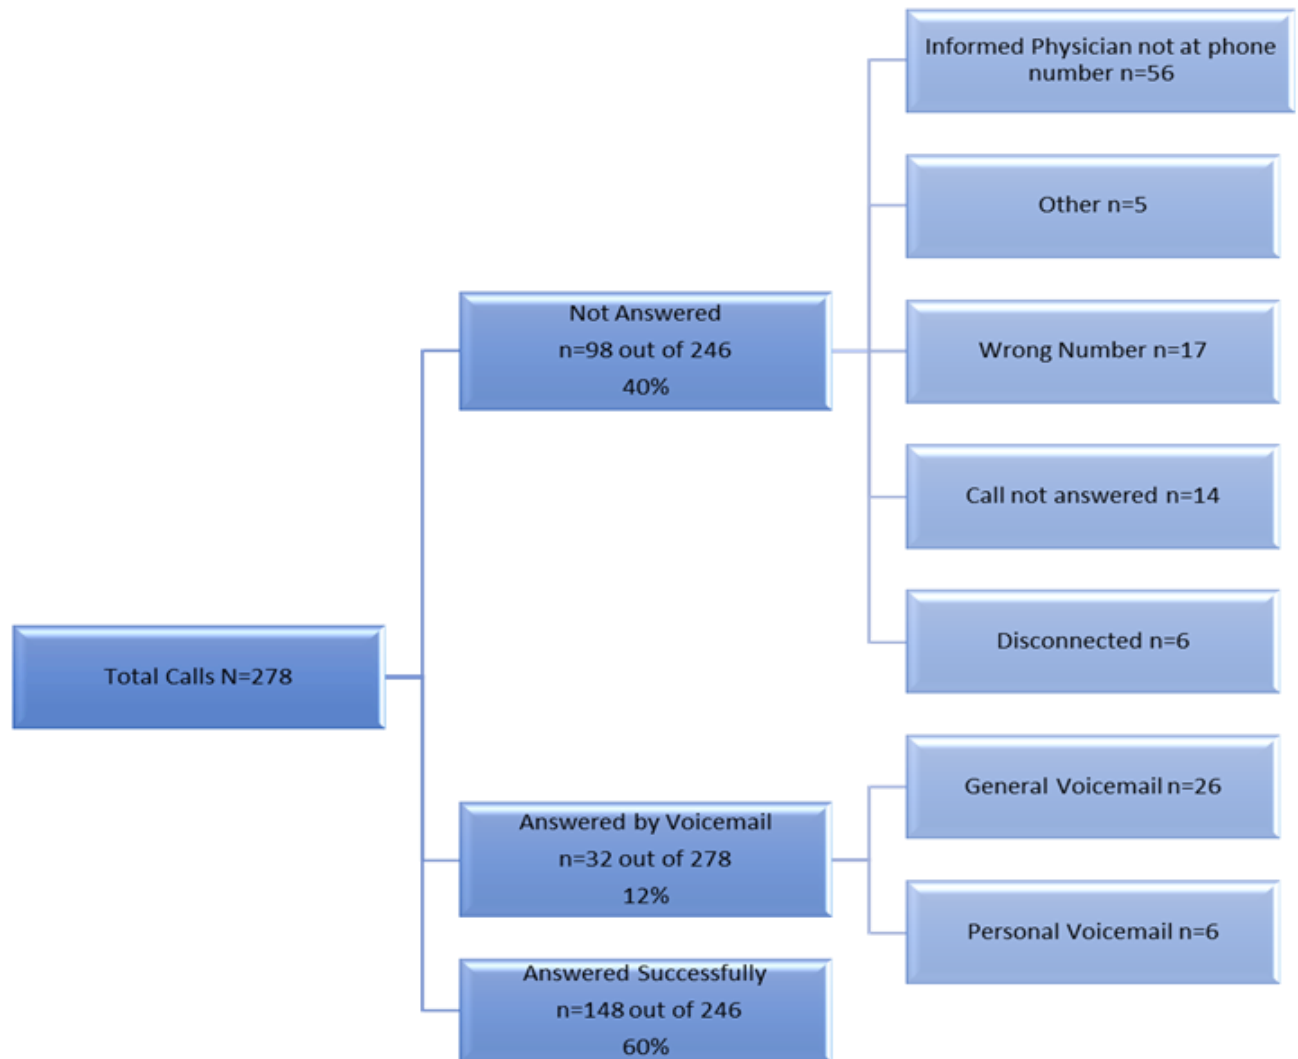 Total Calls N=278
Not Answered
n=98 out of 246
40%
Informed Physician not at phone
number n=56
Other n=5
Wrong Number n=17
Call not answered n=14
Disconnected n=6
Answered by Voicemail
n=32 out of 278
12%
General Voicemail n=26
Personal Voicemail n=6
Answered Successfully
n=148 out of 246
60%